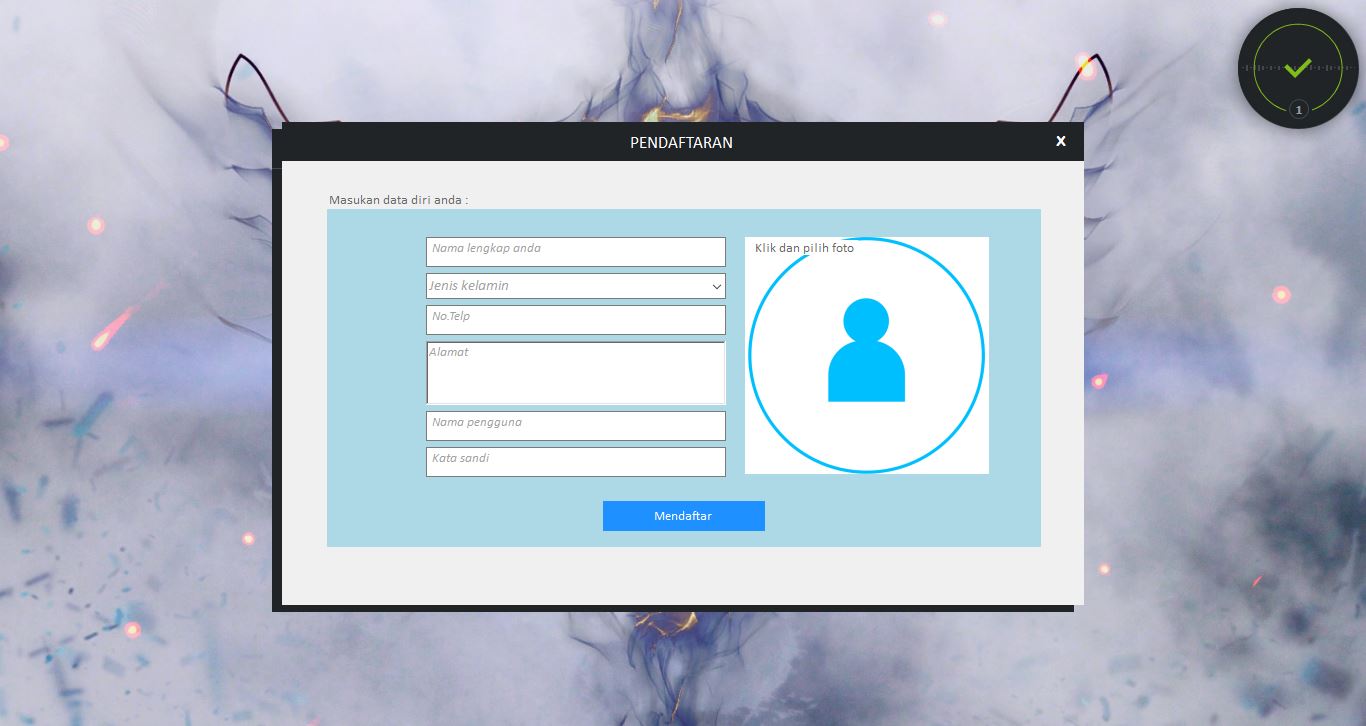 PENDAFTARAN
X
1
Masukan data diri anda :
Nama lengkap anda
Klik dan pilih foto
Jenis kelamin
No.Telp
Alamat
Nama pengguna
Kata sandi
Mendaftar